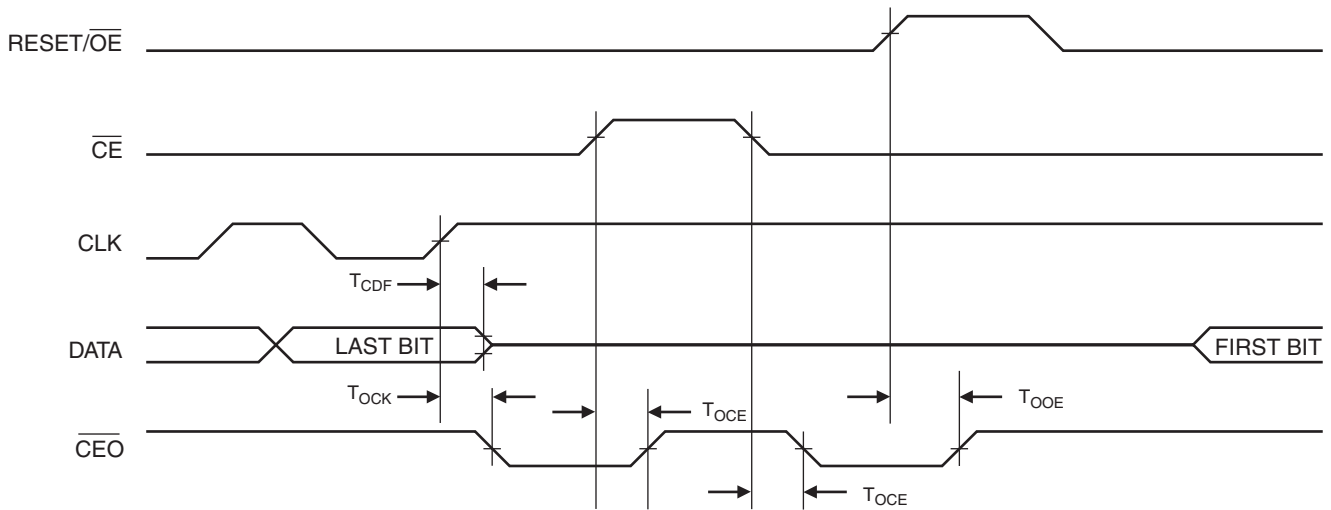 RESET/OE
CE
CLK
TCDF
DATA
LAST BIT
FIRST BIT
TOCK
TOCE
TOOE
CEO
TOCE